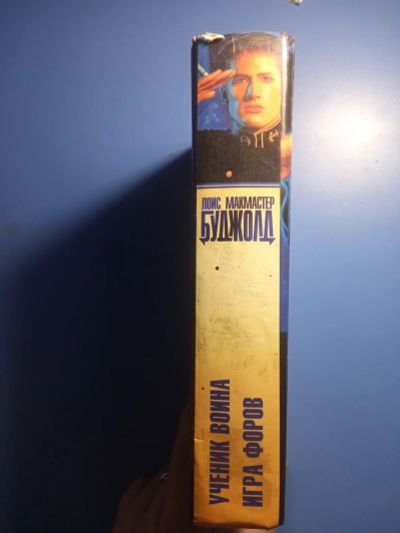 ЛОИС МАКМАСТЕР
БУДЖОЛД
УЧЕНИК ВОИНА
ИГРА ФОРОВ